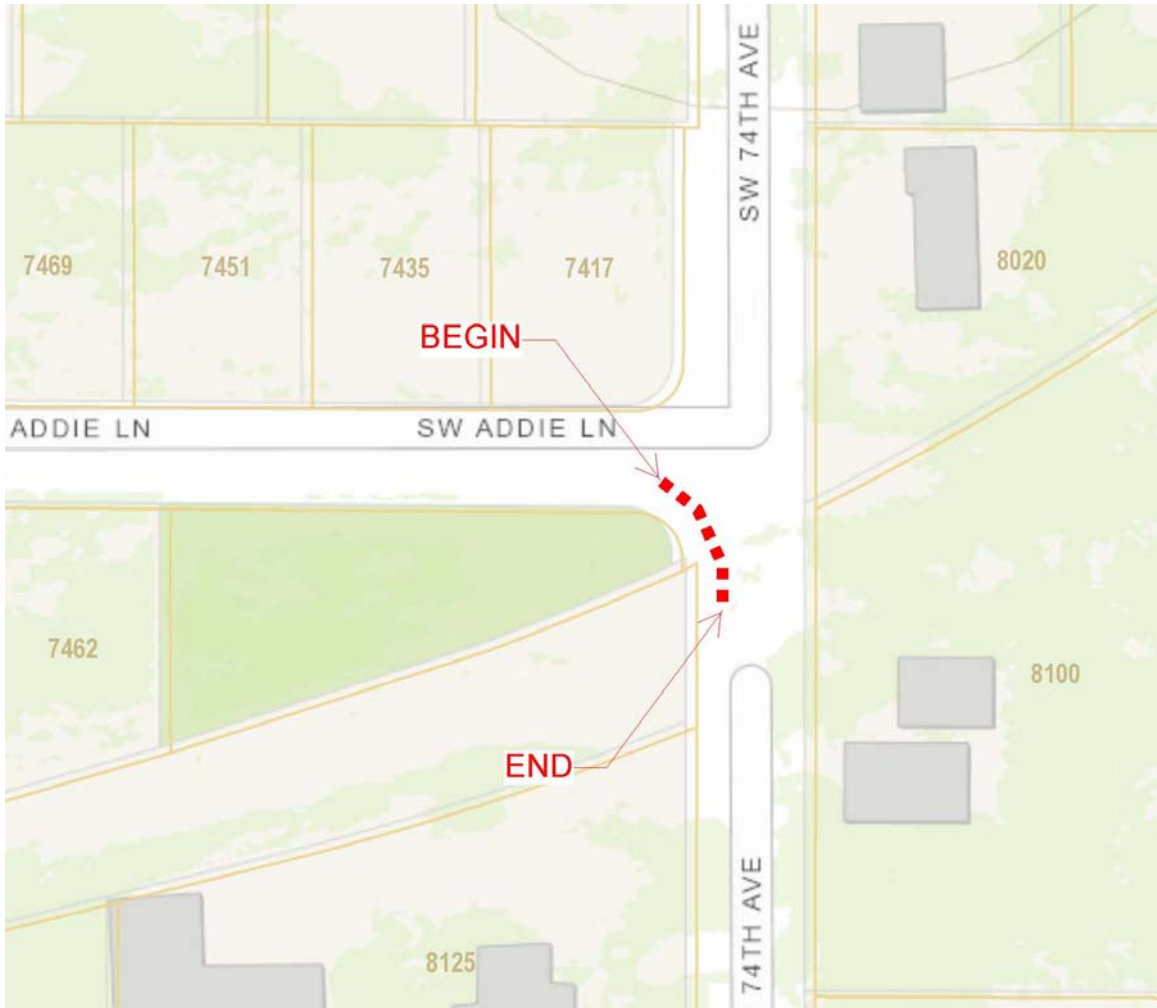 SW 74TH AVE
7469
7451
7435
7417
8020
BEGIN
ADDIE LN
SW ADDIE LN
7462
8100
END
74TH AVE
8125